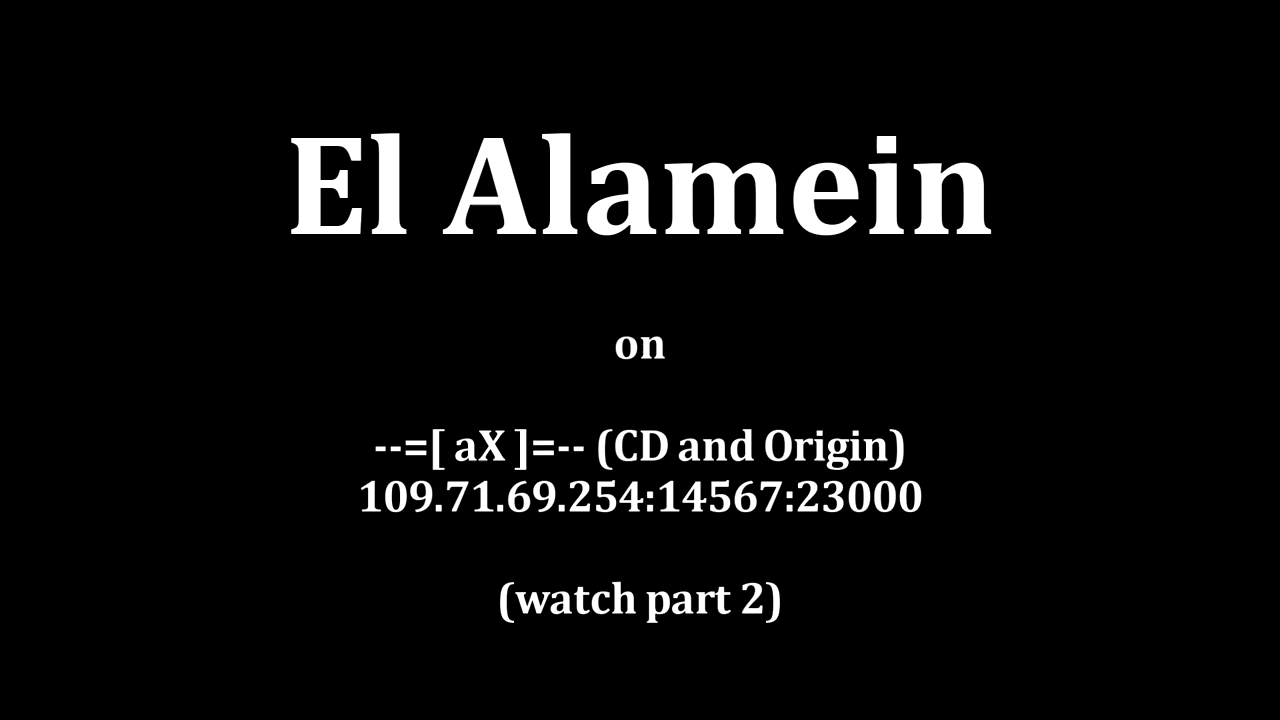 El Alamein
on
--=[ aX ]=-- (CD and Origin)
109.71.69.254:14567:23000
(watch part 2)